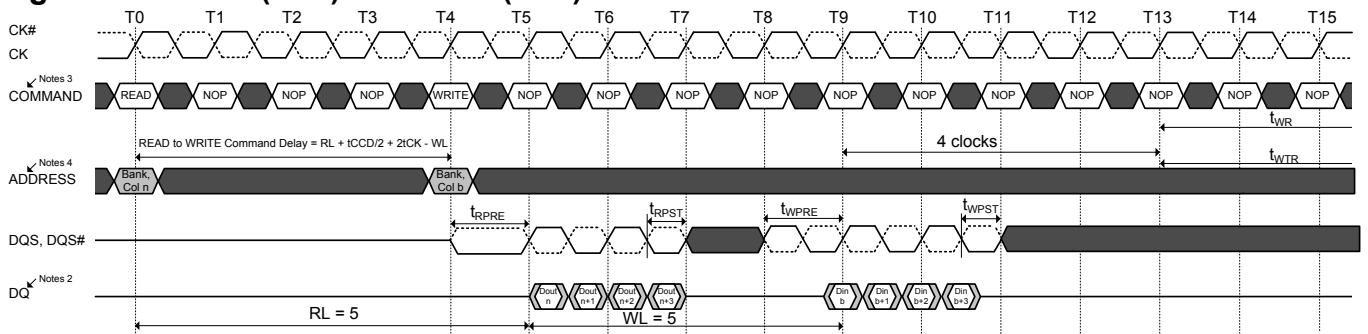 T0 T1 T2 T3 T4 T5 T6 T7 T8 T9 T10 T11 T12 T13 T14 T15
CK#
CK
Notes 3
COMMAND READ NOP NOP NOP WRITE NOP NOP NOP NOP NOP NOP NOP NOP NOP NOP NOP
tWR
READ to WRITE Command Delay = RL + tCCD/2 + 2tCK - WL
4 clocks
tWTR
Notes 4
ADDRESS
Bank,
Col n
Bank,
Col b
tRPRE tRPST tWPRE tWPST
DQS, DQS#
Notes 2
DQ
Dout
n
Dout
n+1
Dout
n+2
Dout
n+3
Din
b
Din
b+1
Din
b+2
Din
b+3
RL = 5 WL = 5